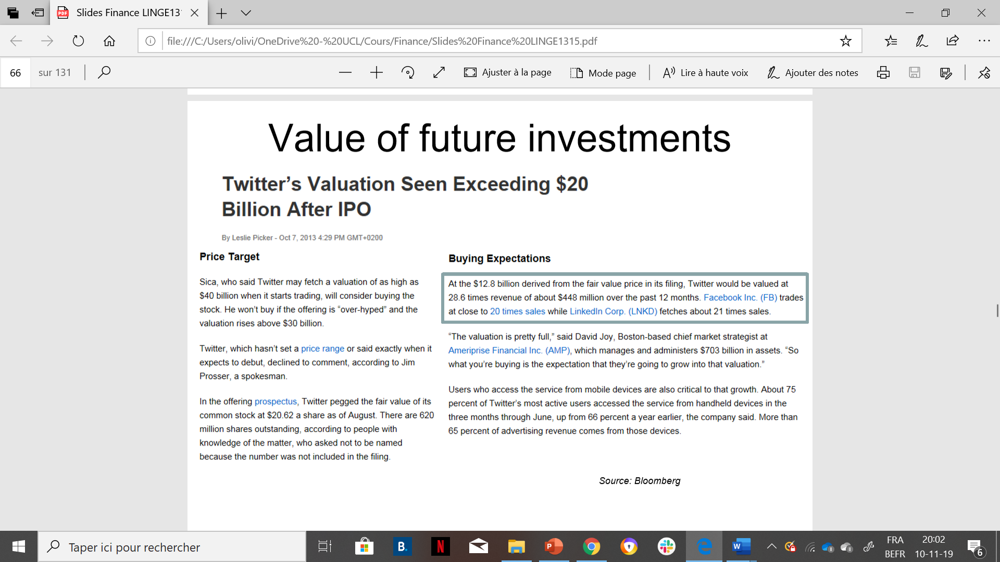 Slides Finance LINGE13
file:///C:/Users/olivi/OneDrive%20-%20UCL/Cours/Finance/Slides%20Finance%20LINGE1315.pdf
66 sur 131
Ajuster à la page
Mode page
Lire à haute voix
Ajouter des notes
Value of future investments
Twitter’s Valuation Seen Exceeding $20
Billion After IPO
By Leslie Picker - Oct 7, 2013 4:29 PM GMT+0200
Price Target
Sica, who said Twitter may fetch a valuation of as high as
$40 billion when it starts trading, will consider buying the
stock. He won’t buy if the offering is “over-hyped” and the
valuation rises above $30 billion.
Twitter, which hasn’t set a price range or said exactly when it
expects to debut, declined to comment, according to Jim
Prosser, a spokesman.
In the offering prospectus, Twitter pegged the fair value of its
common stock at $20.62 a share as of August. There are 620
million shares outstanding, according to people with
knowledge of the matter, who asked not to be named
because the number was not included in the filing.
Buying Expectations
At the $12.8 billion derived from the fair value price in its filing, Twitter would be valued at
28.6 times revenue of about $448 million over the past 12 months. Facebook Inc. (FB) trades
at close to 20 times sales while LinkedIn Corp. (LNKD) fetches about 21 times sales.
“The valuation is pretty full,” said David Joy, Boston-based chief market strategist at
Ameriprise Financial Inc. (AMP), which manages and administers $703 billion in assets. “So
what you’re buying is the expectation that they’re going to grow into that valuation.”
Users who access the service from mobile devices are also critical to that growth. About 75
percent of Twitter’s most active users accessed the service from handheld devices in the
three months through June, up from 66 percent a year earlier, the company said. More than
65 percent of advertising revenue comes from those devices.
Source: Bloomberg
Taper ici pour rechercher
FRA
BEFR
20:02
10-11-19
6